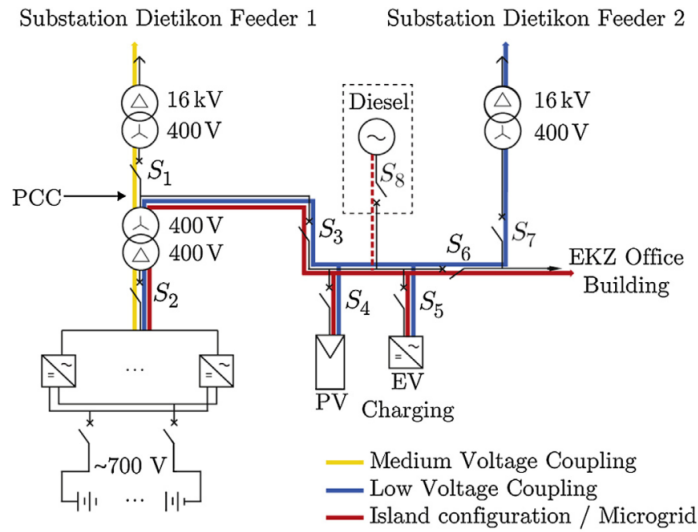 Substation Dietikon Feeder 1
Substation Dietikon Feeder 2
16 kV
400 V
Diesel
16 kV
400 V
S1
S8
PCC
400 V
400 V
S3
S6
S7
EKZ Office
Building
S2
S4
S5
PV
EV
Charging
~700 V
Medium Voltage Coupling
Low Voltage Coupling
Island configuration / Microgrid